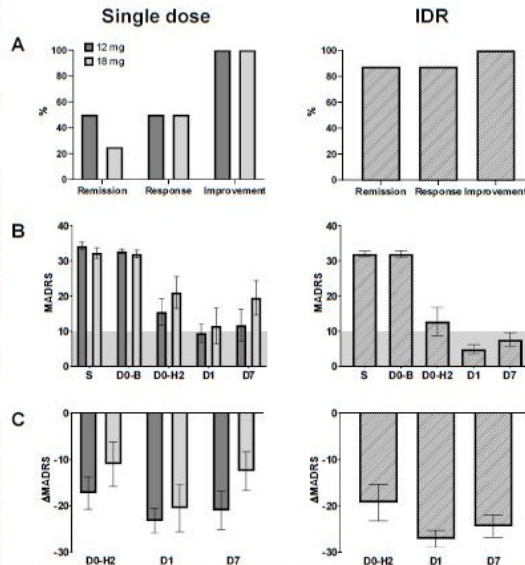 Single dose
IDR
A
12 mg
18 mg
100
80
60
40
20
0
%
Remission Response Improvement
100
80
60
40
20
0
%
Remission Response Improvement
B
40
30
20
10
0
MADRS
S D0-B D0-H2 D1 D7
40
30
20
10
0
MADRS
S D0-B D0-H2 D1 D7
C
0
-10
-20
-30
ΔMADRS
D0-H2 D1 D7
0
-10
-20
-30
ΔMADRS
D0-H2 D1 D7